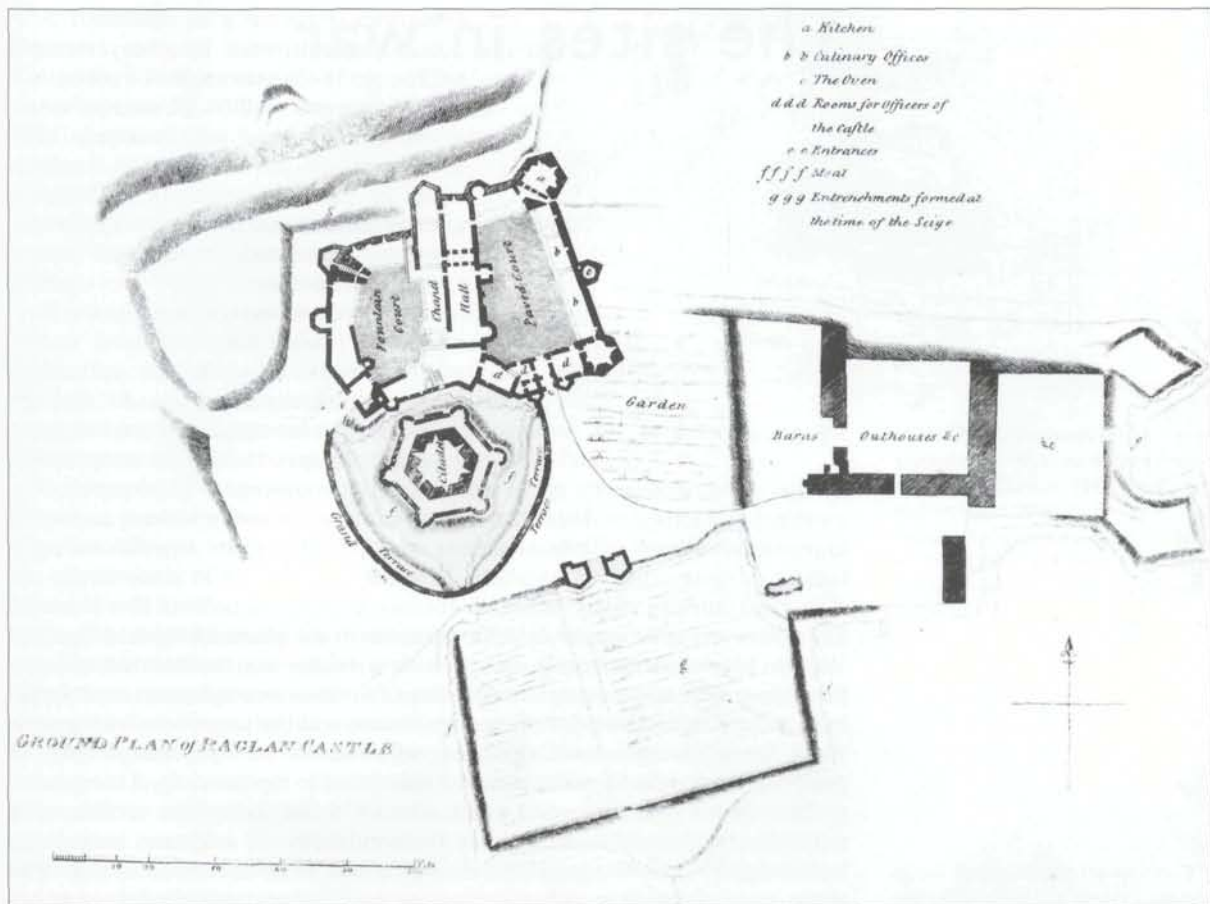 a Kitchen
b b Culinary Offices
c The Oven
d d d Rooms for Officers of
the Castle
e e Entrances
f f f f Moat
g g g Entrenchments formed at
the time of the Seige
a
b
c
b
Paved Court
Hall
Chapel
Fountain
Court
d
d
e
Citadel
f
f
Grand
Terrace
Terrace
Garden
Barns
Outhouses &c
g
g
g
GROUND PLAN of RAGLAN CASTLE